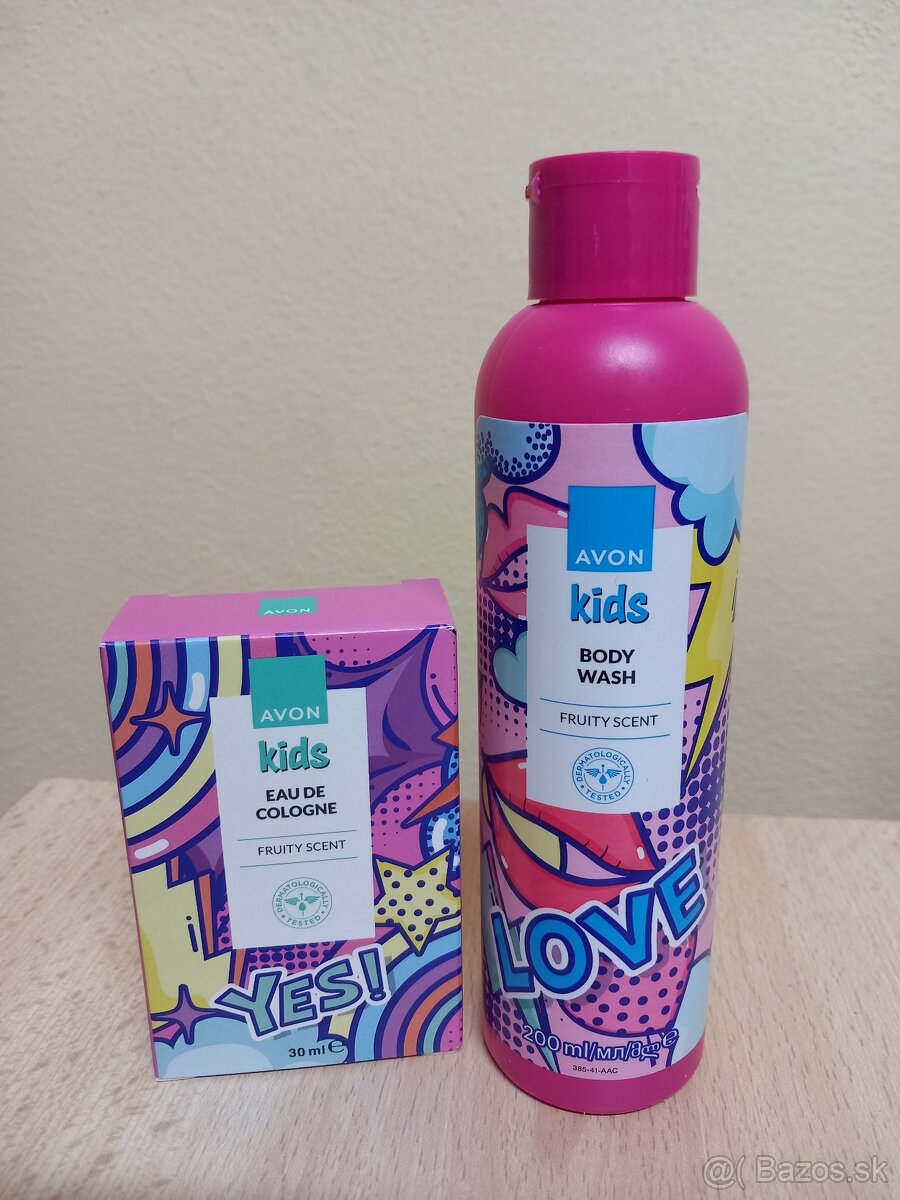 AVON
AVON
kids
EAU DE
COLOGNE
FRUITY SCENT
DERMATOLOGICALLY
TESTED
YES!
30 ml e
AVON
kids
BODY
WASH
FRUITY SCENT
DERMATOLOGICALLY
TESTED
LOVE
200 ml/мл/მლ e
385-41-AAC
@( Bazos.sk